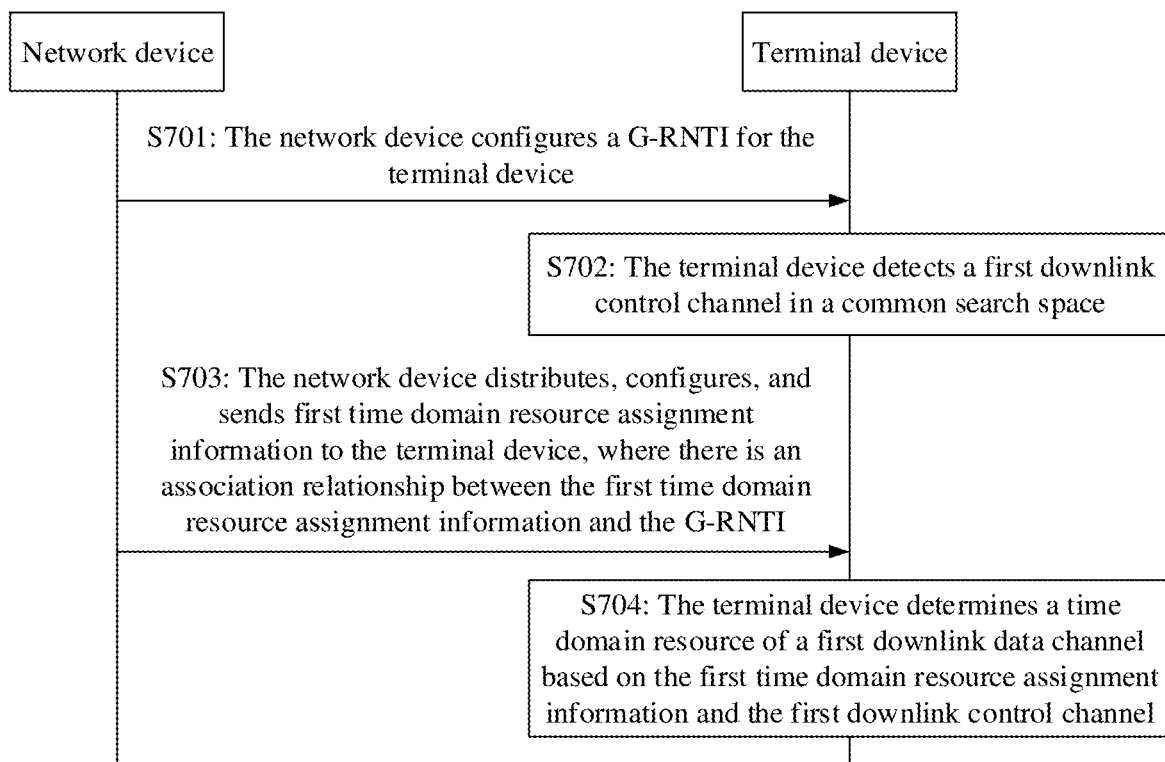 Network device
Terminal device
S701: The network device configures a G-RNTI for the
terminal device
S702: The terminal device detects a first downlink
control channel in a common search space
S703: The network device distributes, configures, and
sends first time domain resource assignment
information to the terminal device, where there is an
association relationship between the first time domain
resource assignment information and the G-RNTI
S704: The terminal device determines a time
domain resource of a first downlink data channel
based on the first time domain resource assignment
information and the first downlink control channel